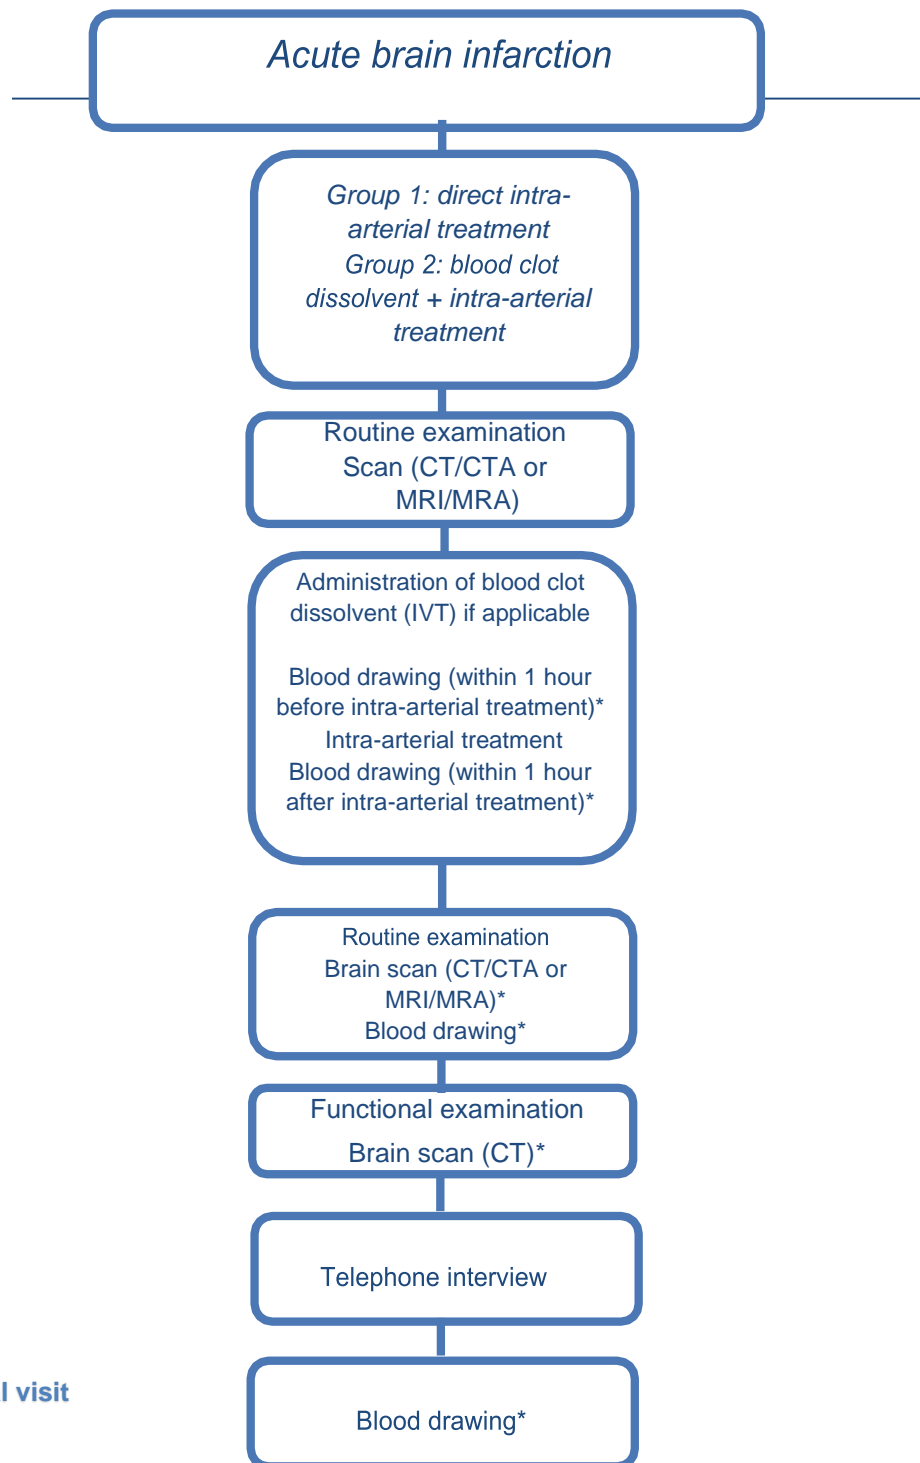 Acute brain infarction
Group 1: direct intra-
arterial treatment
Group 2: blood clot
dissolvent + intra-arterial
treatment
Routine examination
Scan (CT/CTA or
MRI/MRA)
Administration of blood clot
dissolvent (IVT) if applicable
Blood drawing (within 1 hour
before intra-arterial treatment)*
Intra-arterial treatment
Blood drawing (within 1 hour
after intra-arterial treatment)*
Routine examination
Brain scan (CT/CTA or
MRI/MRA)*
Blood drawing*
Functional examination
Brain scan (CT)*
Telephone interview
visit
Blood drawing*